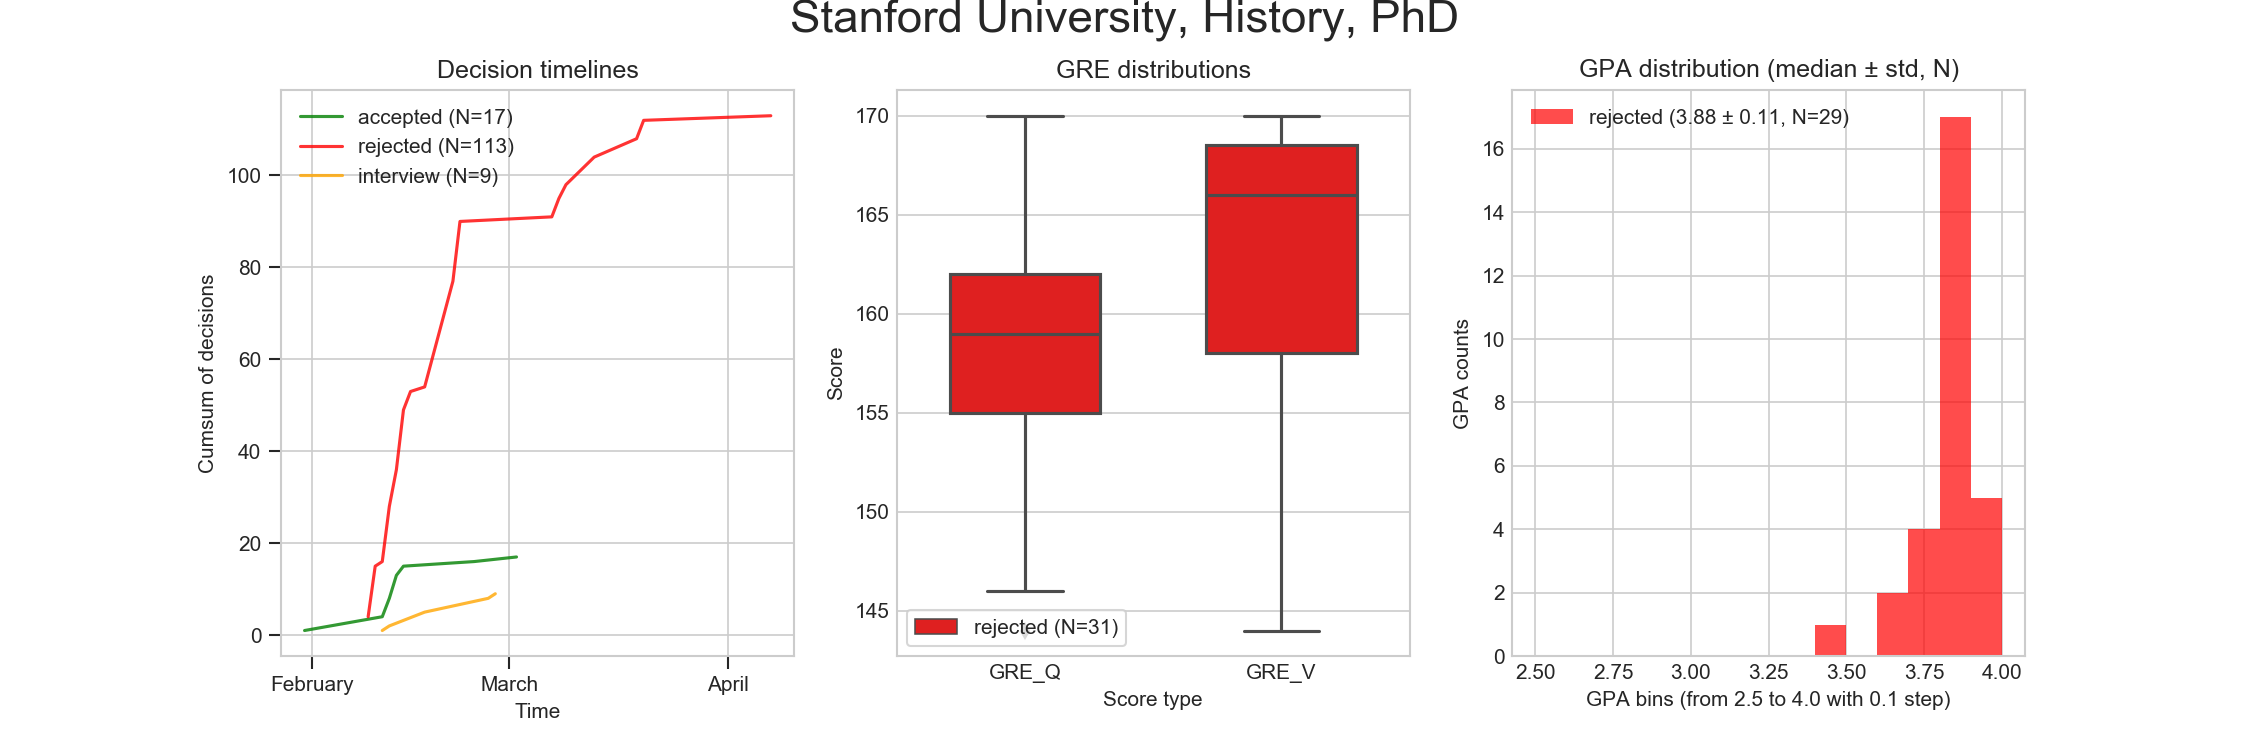 Stanford University, History, PhD
Decision timelines
accepted (N=17)
rejected (N=113)
interview (N=9)
100
80
60
40
20
0
Cumsum of decisions
February
March
April
Time
GRE distributions
170
165
160
155
150
145
Score
rejected (N=31)
GRE_Q
GRE_V
Score type
GPA distribution (median ± std, N)
rejected (3.88 ± 0.11, N=29)
16
14
12
10
8
6
4
2
0
GPA counts
2.50
2.75
3.00
3.25
3.50
3.75
4.00
GPA bins (from 2.5 to 4.0 with 0.1 step)